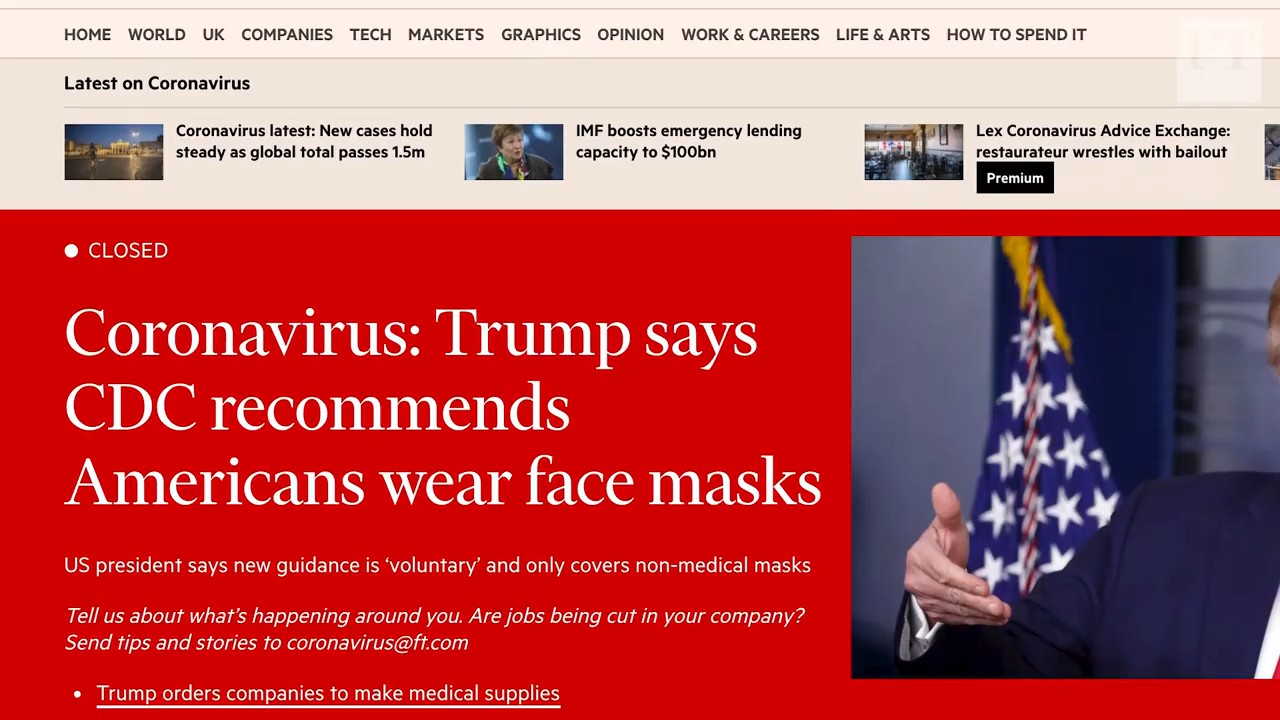 HOME WORLD UK COMPANIES TECH MARKETS GRAPHICS OPINION WORK & CAREERS LIFE & ARTS HOW TO SPEND IT
FT
Latest on Coronavirus
Coronavirus latest: New cases hold
steady as global total passes 1.5m
IMF boosts emergency lending
capacity to $100bn
Lex Coronavirus Advice Exchange:
restaurateur wrestles with bailout
Premium
CLOSED
Coronavirus: Trump says
CDC recommends
Americans wear face masks
US president says new guidance is ‘voluntary’ and only covers non-medical masks
Tell us about what’s happening around you. Are jobs being cut in your company?
Send tips and stories to coronavirus@ft.com
• Trump orders companies to make medical supplies